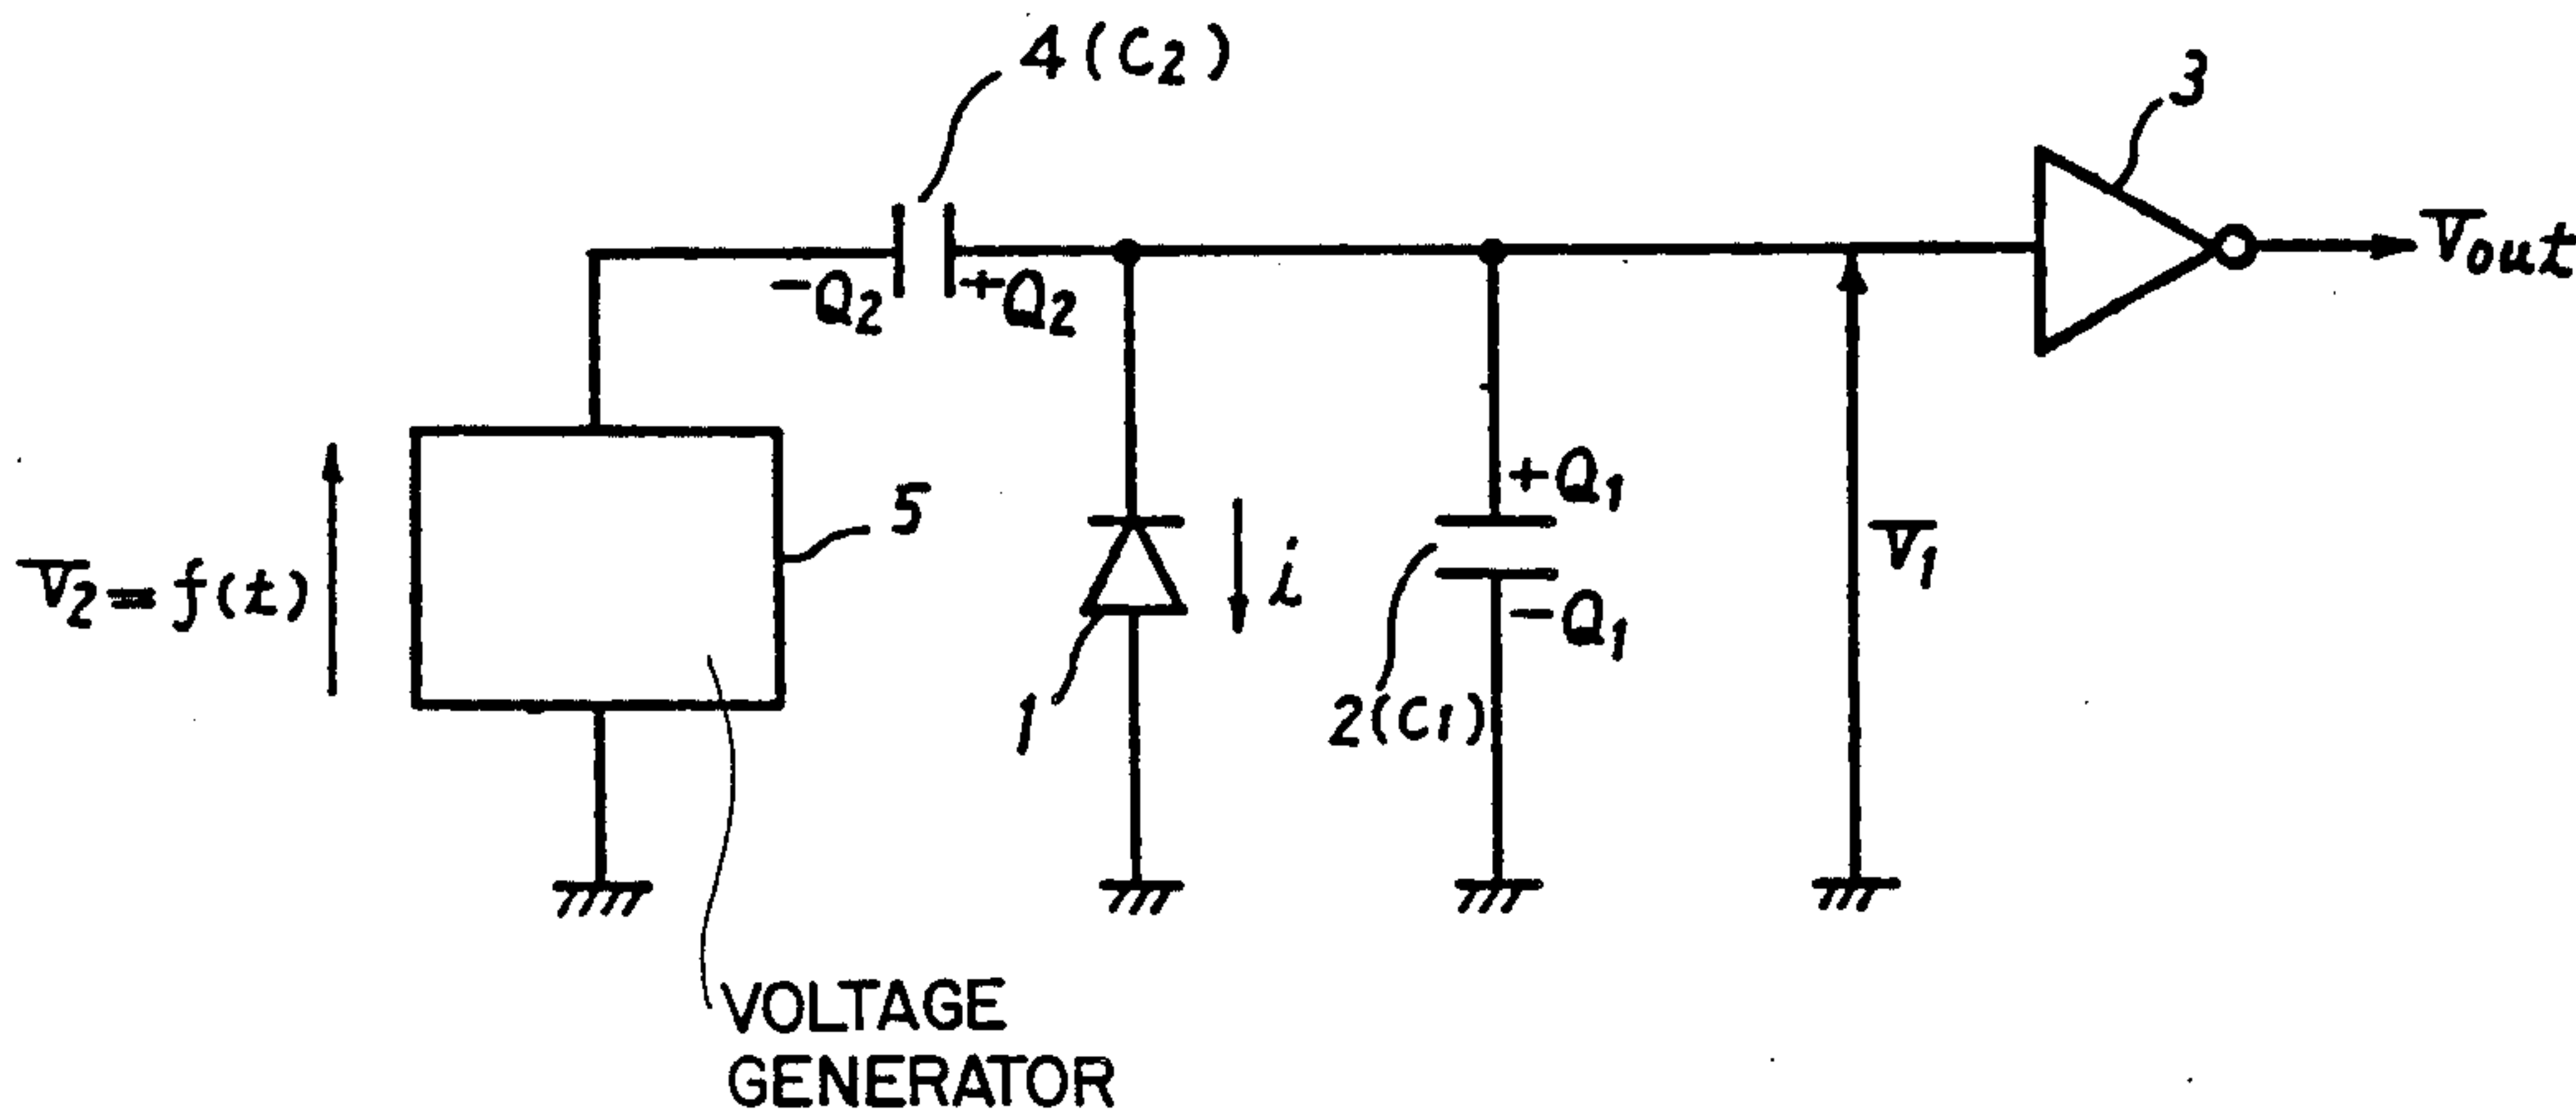 4(C2)
3
Vout
-Q2
+Q2
5
V2=f(t)
i
+Q1
-Q1
V1
1
2(C1)
VOLTAGE
GENERATOR